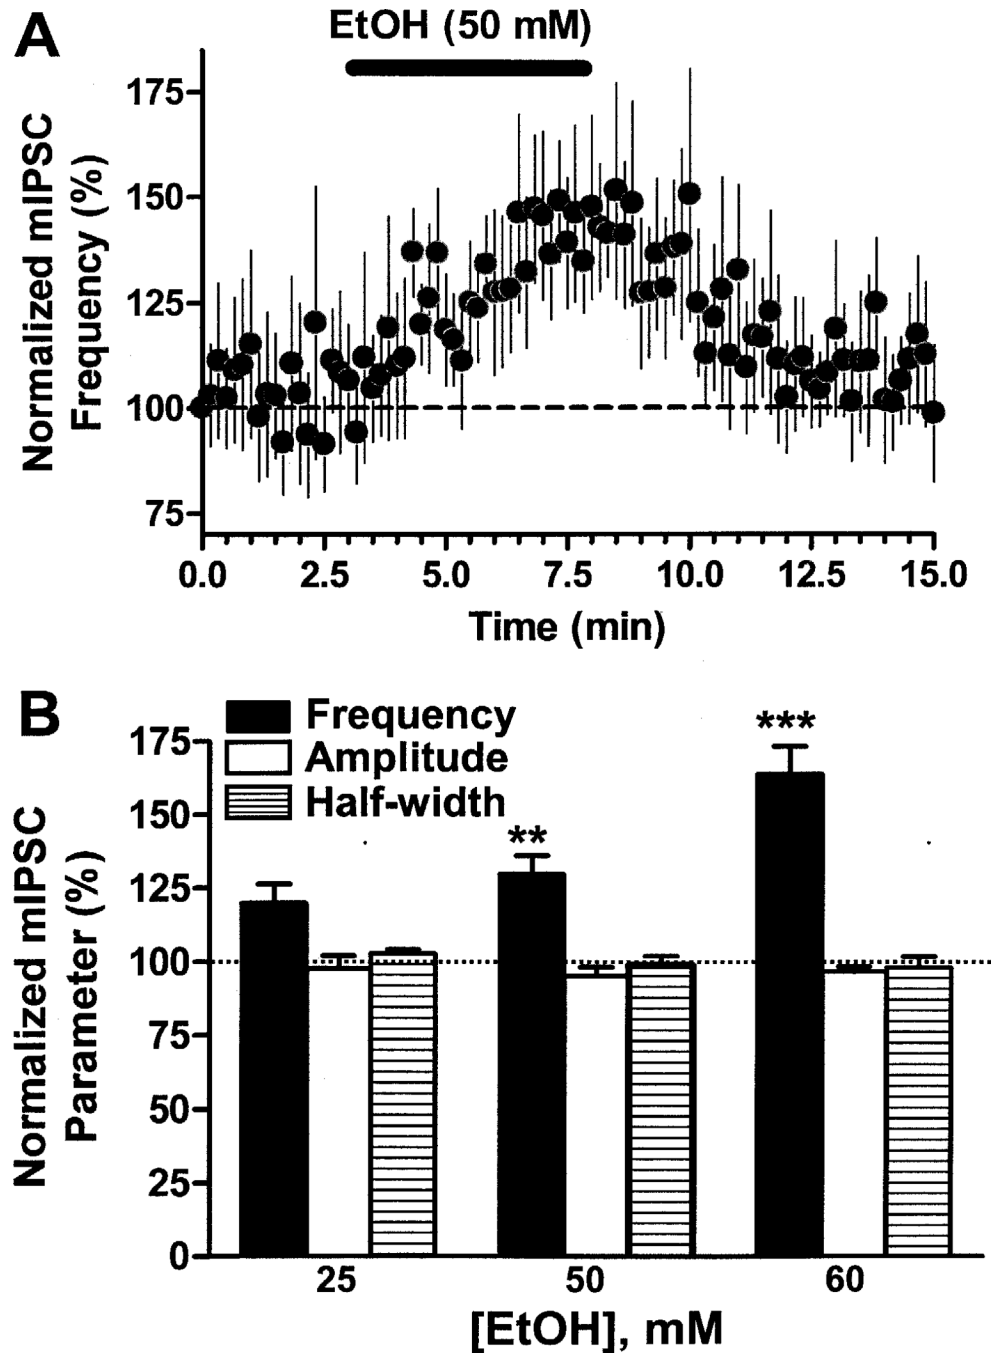 A
EtOH (50 mM)
Normalized mIPSC
Frequency (%)
175
150
125
100
75
0.0 2.5 5.0 7.5 10.0 12.5 15.0
Time (min)
B
Frequency
Amplitude
Half-width
Normalized mIPSC
Parameter (%)
175
150
125
100
75
50
25
0
**
***
25 50 60
[EtOH], mM